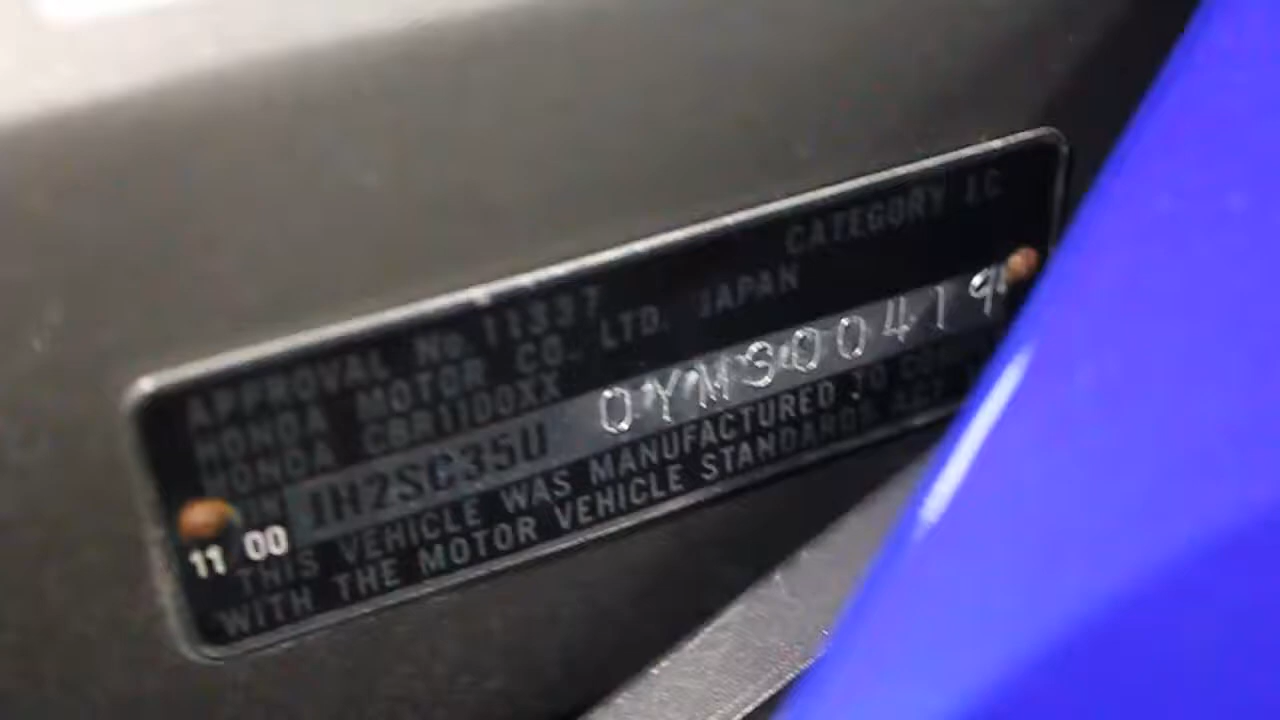 APPROVAL No. 11337 CATEGORY LC
HONDA MOTOR CO. LTD. JAPAN
HONDA CBR1100XX
JH2SC35U 0YM300419
11 00
THIS VEHICLE WAS MANUFACTURED TO
WITH THE MOTOR VEHICLE STANDARDS ACT